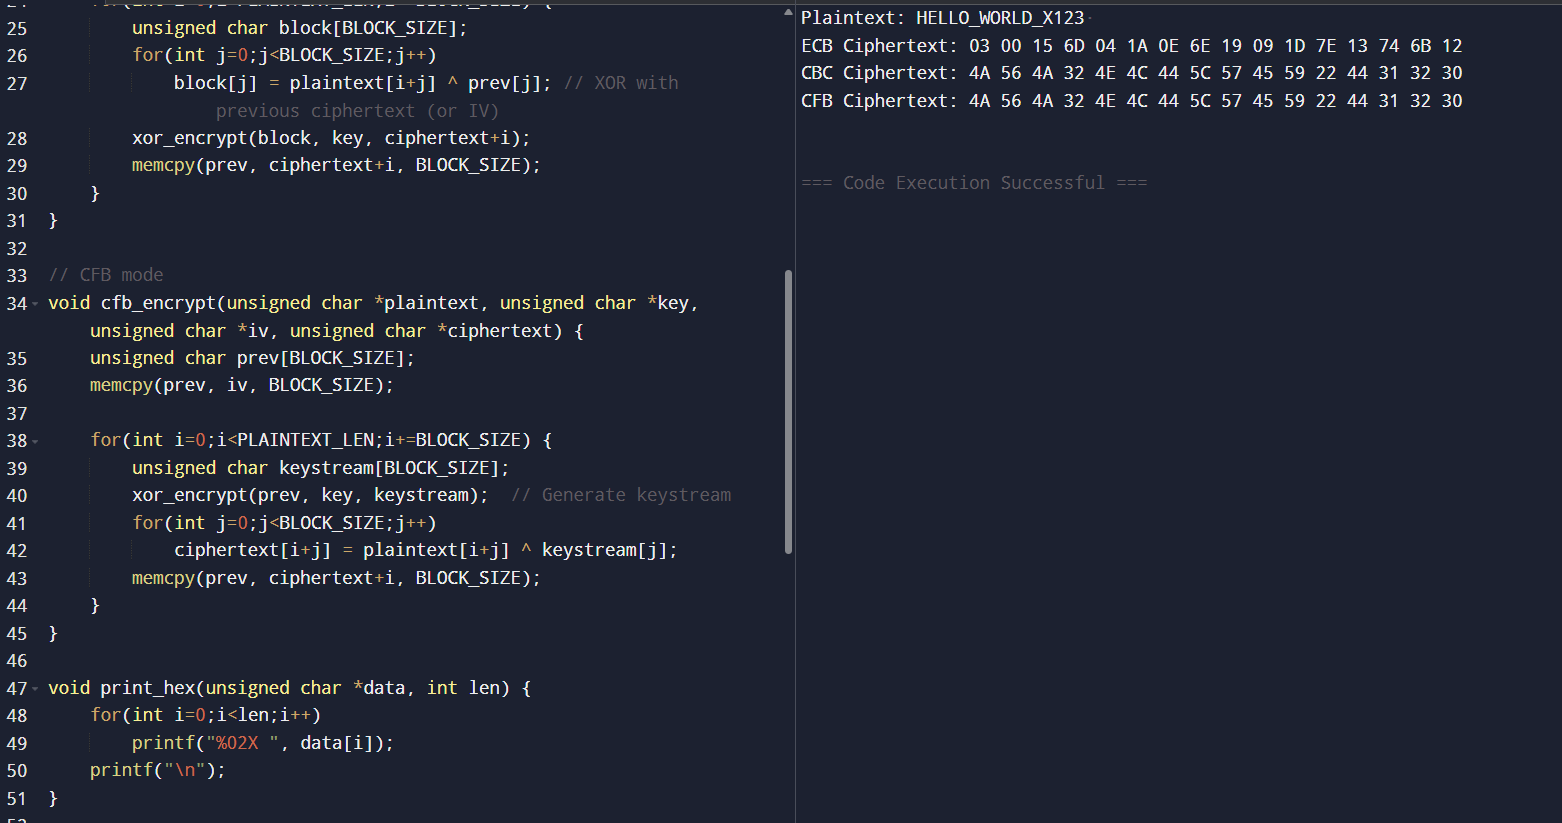 25 unsigned char block[BLOCK_SIZE];
26 for(int j=0;j<BLOCK_SIZE;j++)
27 block[j] = plaintext[i+j] ^ prev[j]; // XOR with
previous ciphertext (or IV)
28 xor_encrypt(block, key, ciphertext+i);
29 memcpy(prev, ciphertext+i, BLOCK_SIZE);
30 }
31 }
32
33 // CFB mode
34 void cfb_encrypt(unsigned char *plaintext, unsigned char *key,
unsigned char *iv, unsigned char *ciphertext) {
35 unsigned char prev[BLOCK_SIZE];
36 memcpy(prev, iv, BLOCK_SIZE);
37
38 for(int i=0;i<PLAINTEXT_LEN;i+=BLOCK_SIZE) {
39 unsigned char keystream[BLOCK_SIZE];
40 xor_encrypt(prev, key, keystream); // Generate keystream
41 for(int j=0;j<BLOCK_SIZE;j++)
42 ciphertext[i+j] = plaintext[i+j] ^ keystream[j];
43 memcpy(prev, ciphertext+i, BLOCK_SIZE);
44 }
45 }
46
47 void print_hex(unsigned char *data, int len) {
48 for(int i=0;i<len;i++)
49 printf("%02X ", data[i]);
50 printf("\n");
51 }
Plaintext: HELLO_WORLD_X123
ECB Ciphertext: 03 00 15 6D 04 1A 0E 6E 19 09 1D 7E 13 74 6B 12
CBC Ciphertext: 4A 56 4A 32 4E 4C 44 5C 57 45 59 22 44 31 32 30
CFB Ciphertext: 4A 56 4A 32 4E 4C 44 5C 57 45 59 22 44 31 32 30
=== Code Execution Successful ===